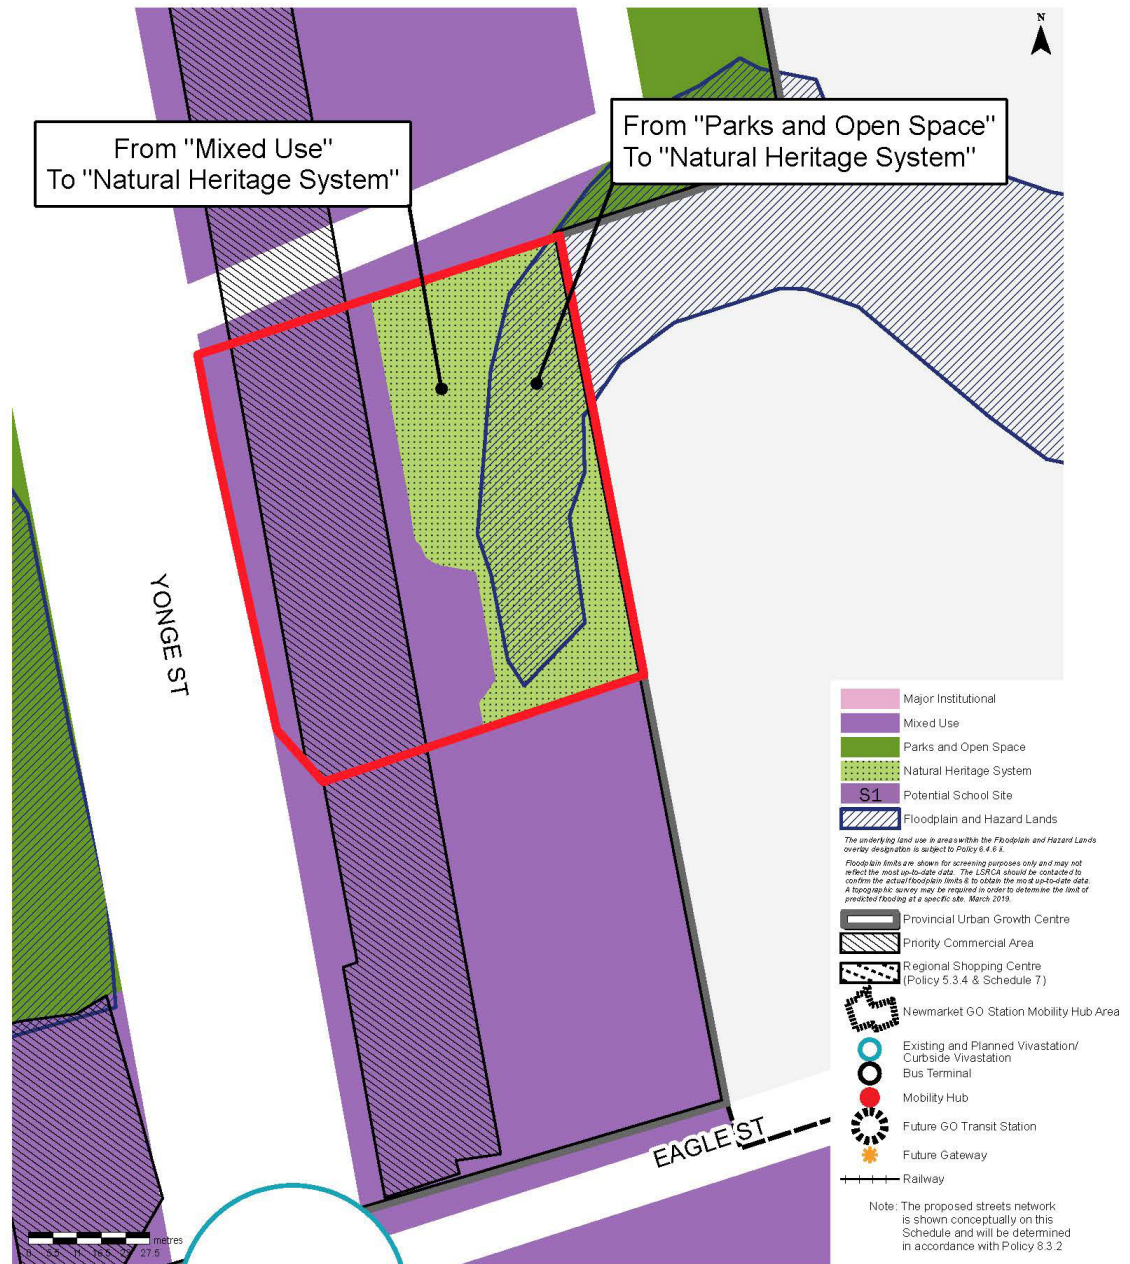 N
From "Mixed Use"
To "Natural Heritage System"
From "Parks and Open Space"
To "Natural Heritage System"
YONGE ST
EAGLE ST
Major Institutional
Mixed Use
Parks and Open Space
Natural Heritage System
S1 Potential School Site
Floodplain and Hazard Lands
The underlying land use in areas within the Floodplain and Hazard Lands
overlay designation is subject to Policy 6.4.6 ii.
Floodplain limits are shown for screening purposes only and may not
reflect the most up-to-date data. The LSRCA should be contacted to
confirm the actual floodplain limits & to obtain the most up-to-date data.
A topographic survey may be required in order to determine the limit of
predicted flooding at a specific site. March 2019.
Provincial Urban Growth Centre
Priority Commercial Area
Regional Shopping Centre
(Policy 5.3.4 & Schedule 7)
Newmarket GO Station Mobility Hub Area
Existing and Planned Vivastation/
Curbside Vivastation
Bus Terminal
Mobility Hub
Future GO Transit Station
Future Gateway
Railway
Note: The proposed streets network
is shown conceptually on this
Schedule and will be determined
in accordance with Policy 8.3.2
metres
0 5.5 11 16.5 22 27.5